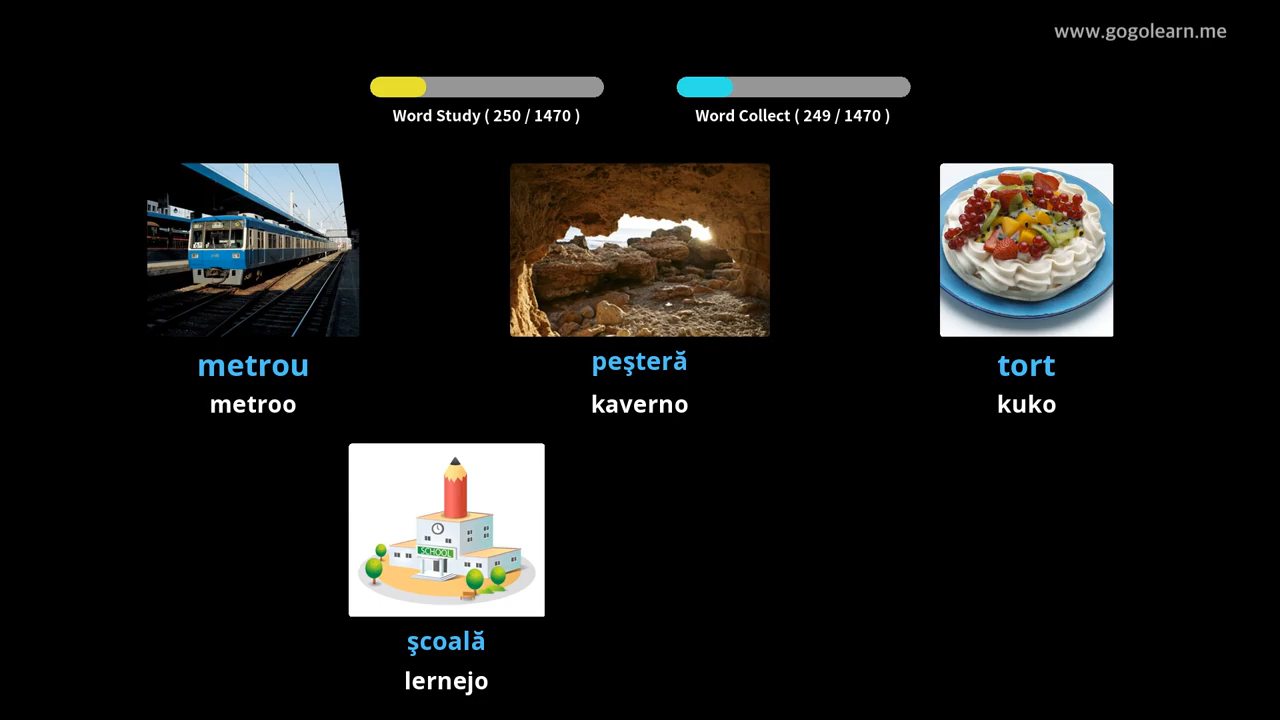 www.gogolearn.me
Word Study ( 250 / 1470 )
Word Collect ( 249 / 1470 )
metrou
metroo
peşteră
kaverno
tort
kuko
SCHOOL
şcoală
lernejo